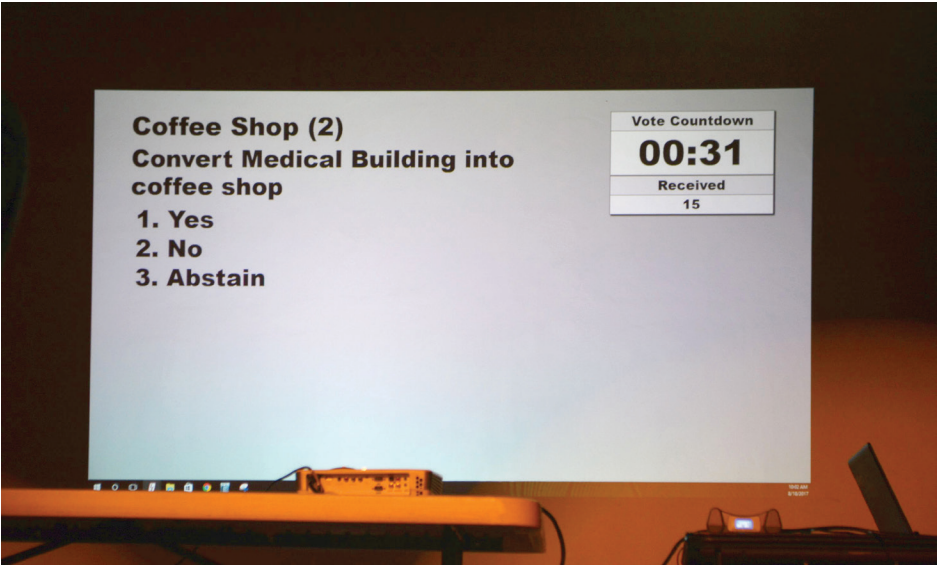 Coffee Shop (2)
Convert Medical Building into
coffee shop
1. Yes
2. No
3. Abstain
Vote Countdown
00:31
Received
15